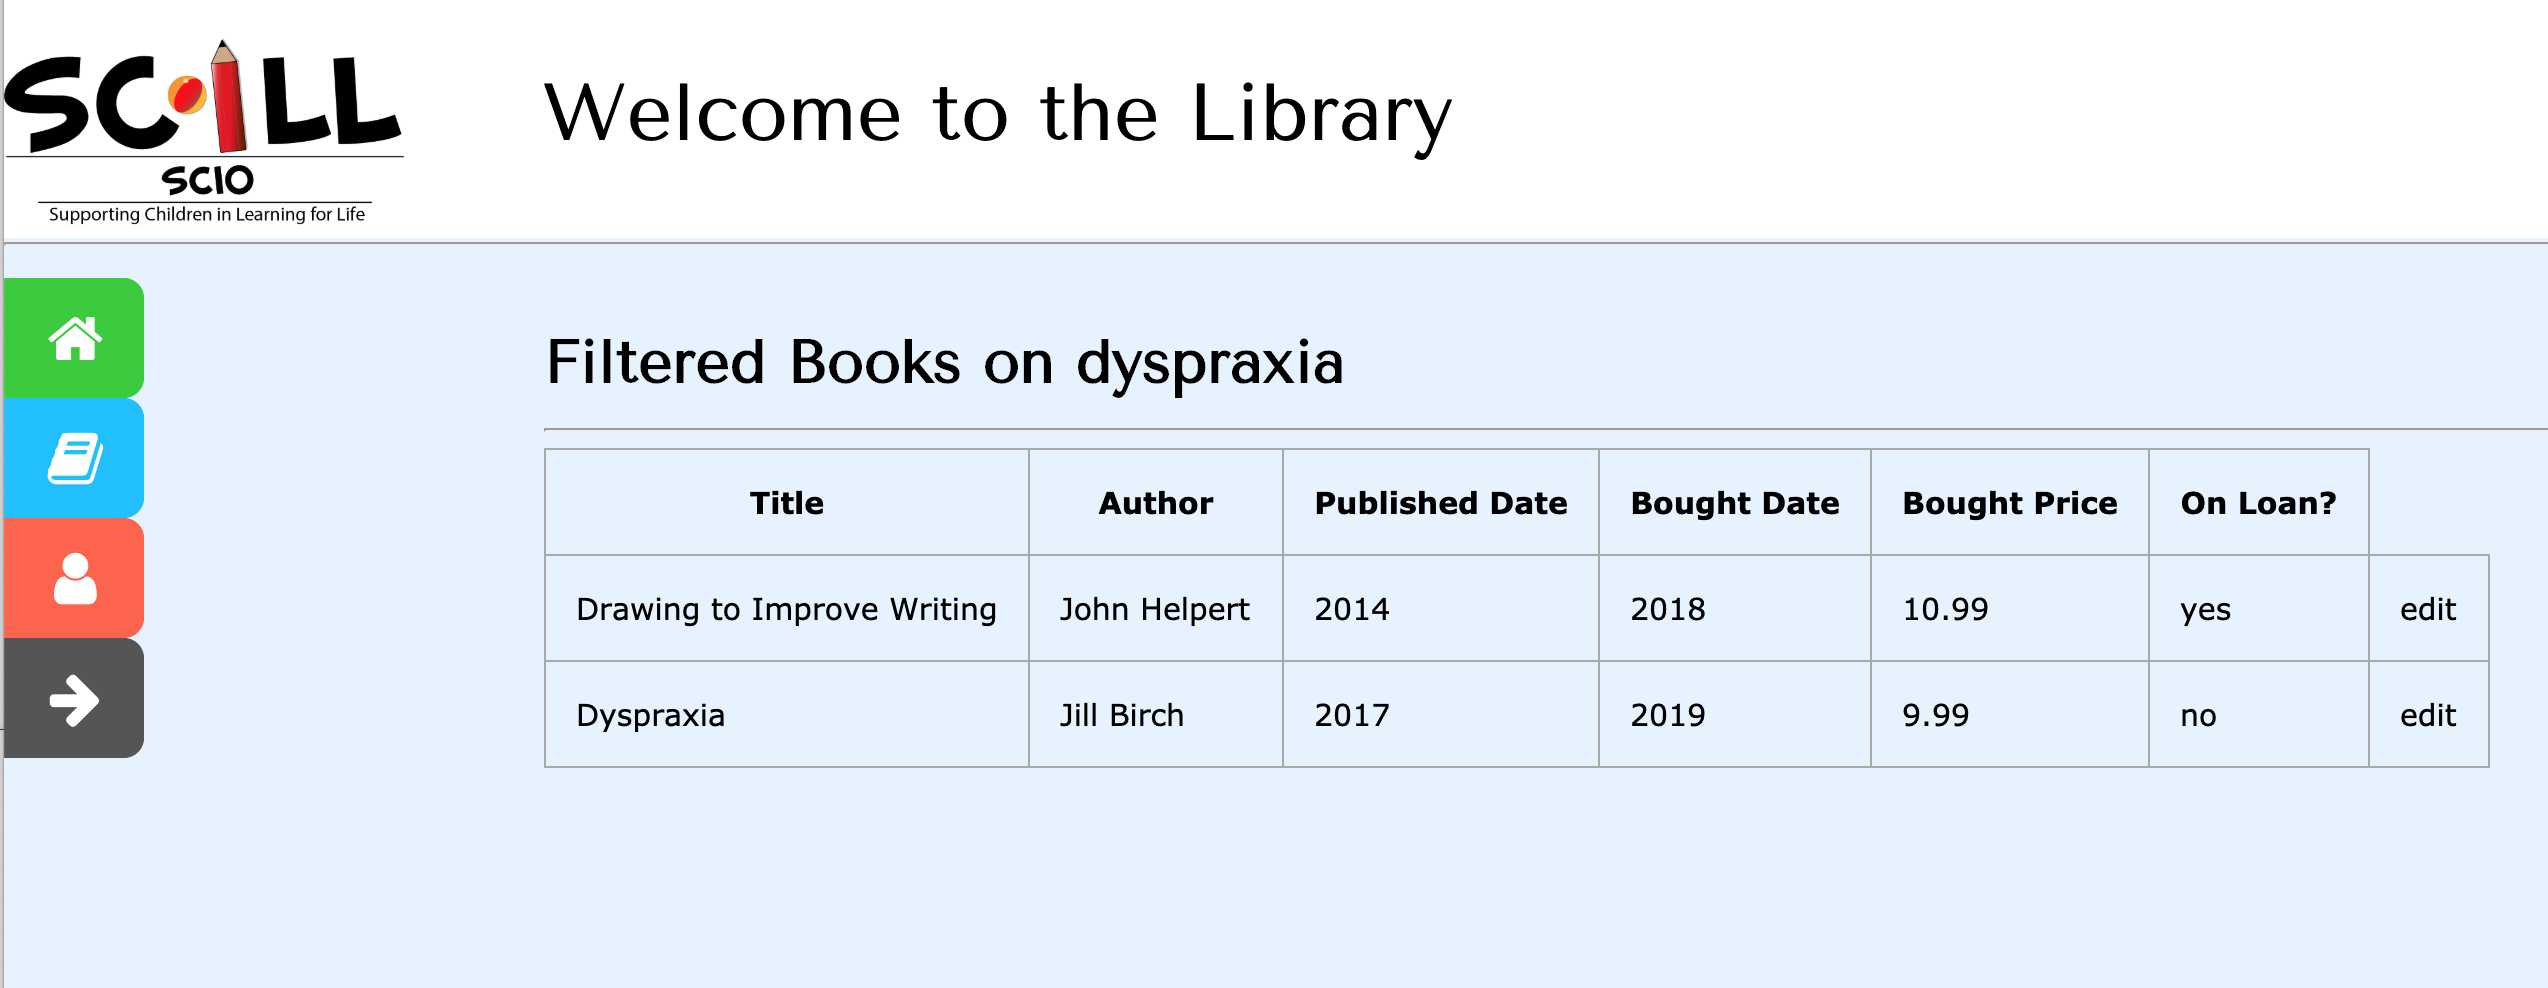 SCILL
SCIO
Supporting Children in Learning for Life
Welcome to the Library
Filtered Books on dyspraxia
Title Author Published Date Bought Date Bought Price On Loan?
Drawing to Improve Writing John Helpert 2014 2018 10.99 yes edit
Dyspraxia Jill Birch 2017 2019 9.99 no edit